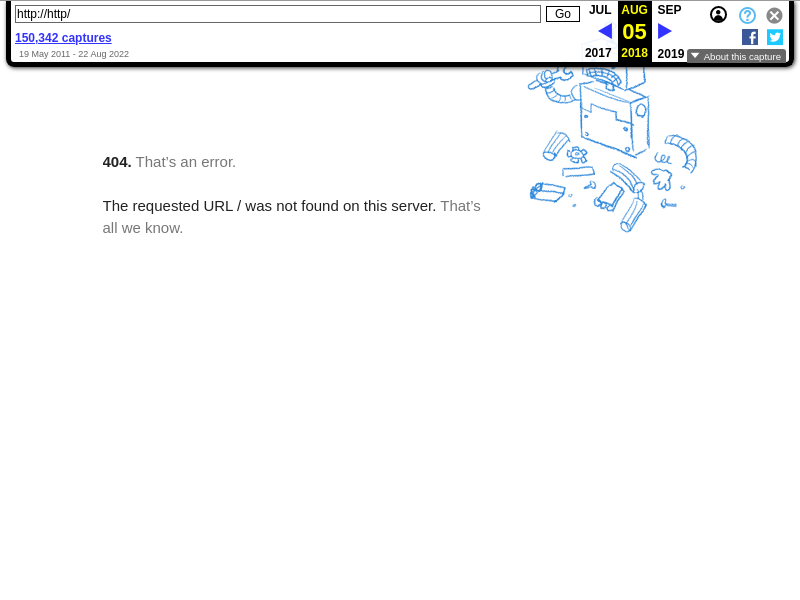 http://http/
Go
JUL
AUG
SEP
150,342 captures
05
19 May 2011 - 22 Aug 2022
2017
2018
2019
About this capture
404. That’s an error.
The requested URL / was not found on this server. That’s
all we know.